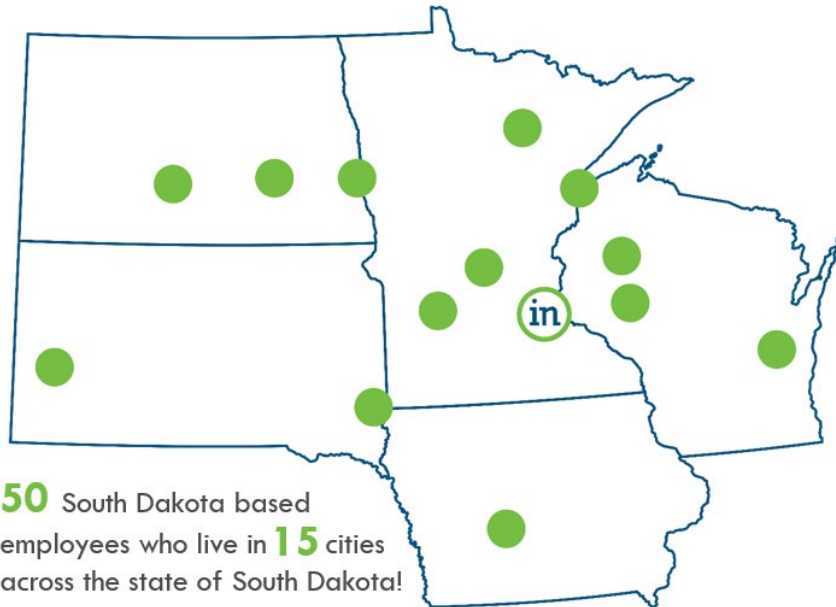 in
50 South Dakota based
employees who live in 15 cities
across the state of South Dakota!